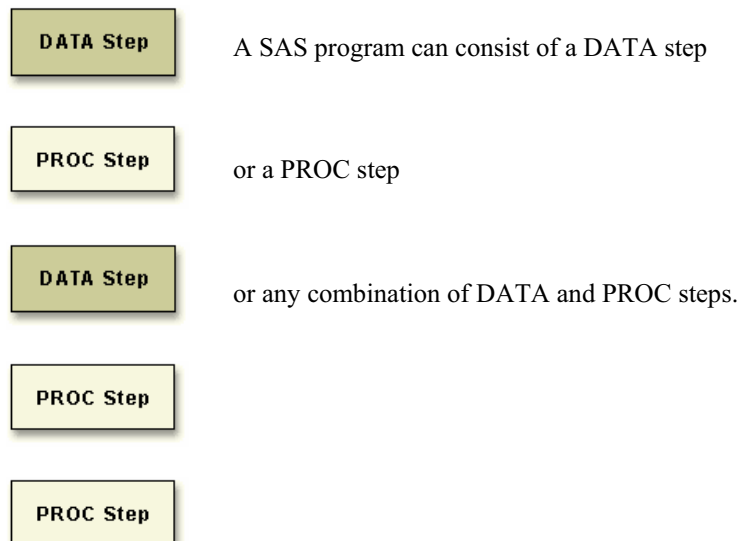 DATA Step
A SAS program can consist of a DATA step
PROC Step
or a PROC step
DATA Step
or any combination of DATA and PROC steps.
PROC Step
PROC Step